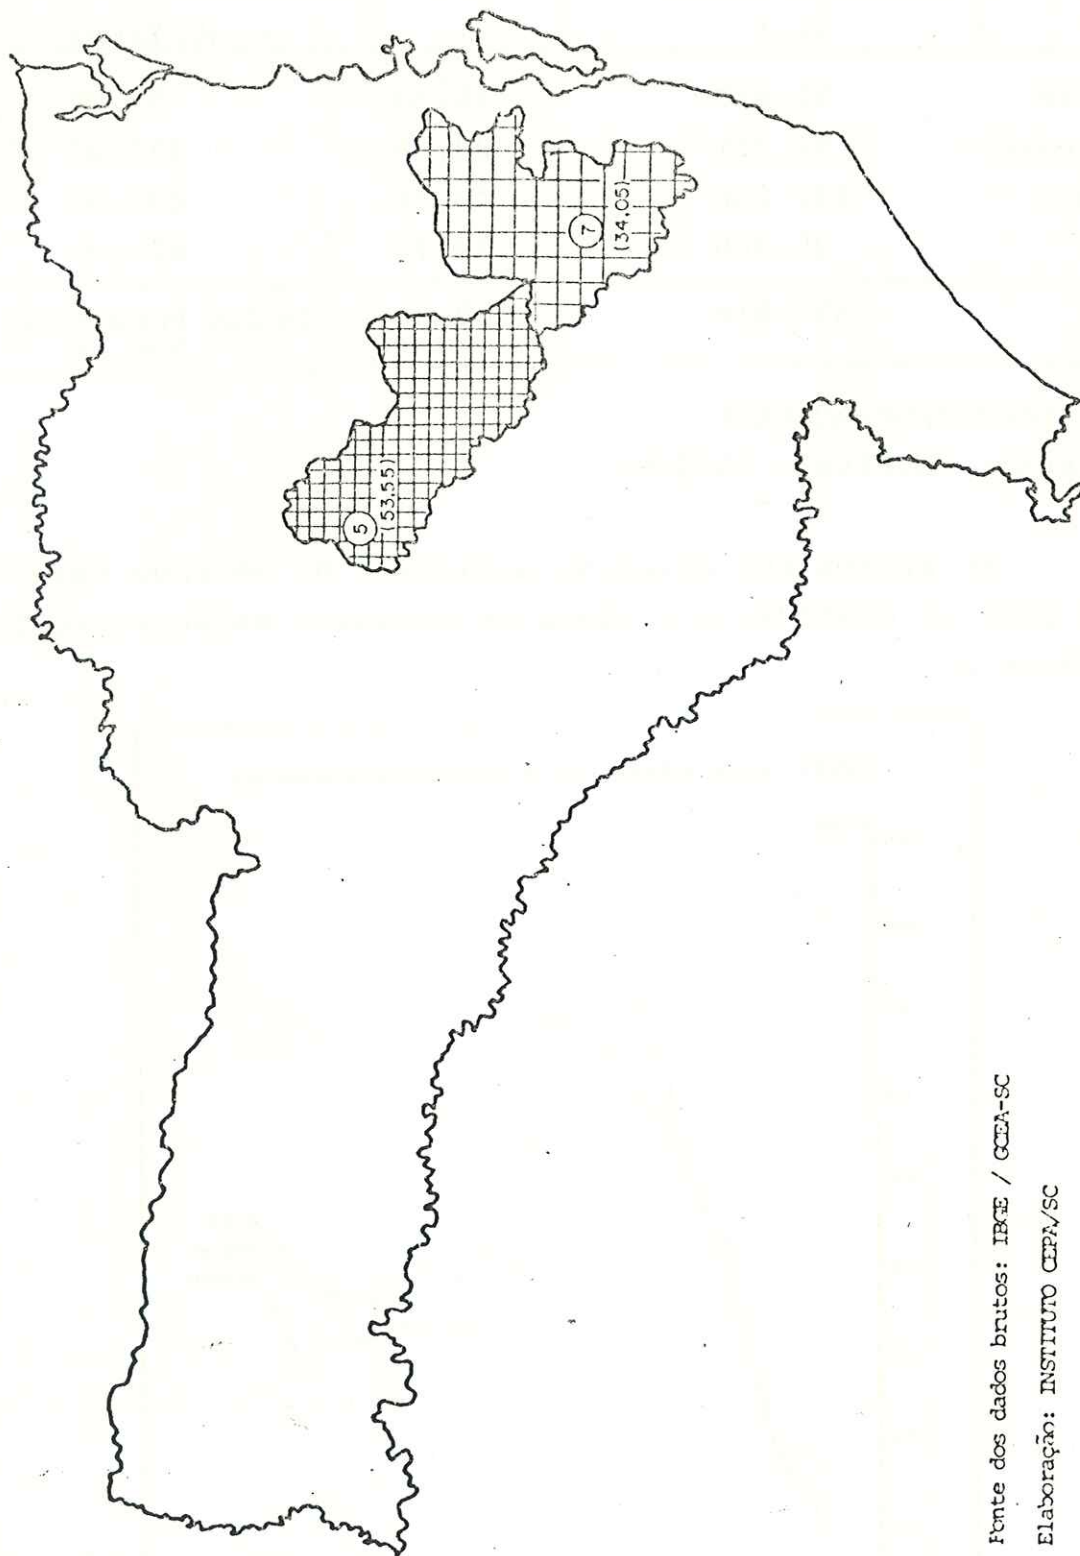 5
(53,55)
7
(34,05)
Fonte dos dados brutos: IBGE / GCEA-SC
Elaboração: INSTITUTO CEPA/SC